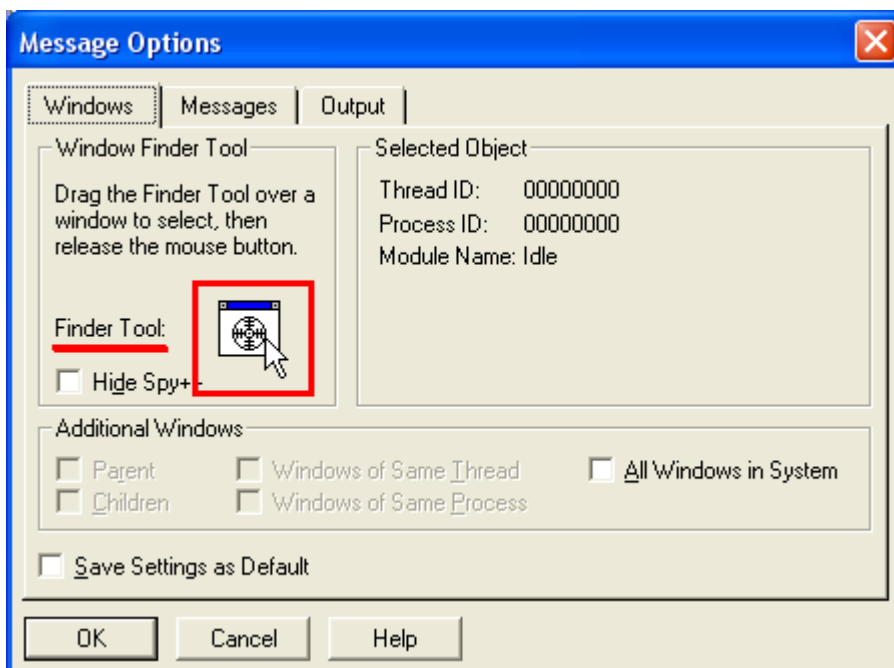 Message Options
Windows Messages Output
Window Finder Tool
Drag the Finder Tool over a
window to select, then
release the mouse button.
Finder Tool:
Hide Spy+
Selected Object
Thread ID: 00000000
Process ID: 00000000
Module Name: Idle
Additional Windows
Parent
Windows of Same Thread
All Windows in System
Children
Windows of Same Process
Save Settings as Default
OK Cancel Help